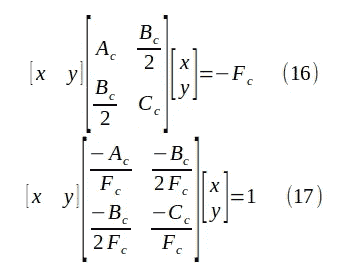 [x y] [A_c B_c/2; B_c/2 C_c] [x; y] = −F_c (16)
[x y] [−A_c/F_c −B_c/2F_c; −B_c/2F_c −C_c/F_c] [x; y] = 1 (17)